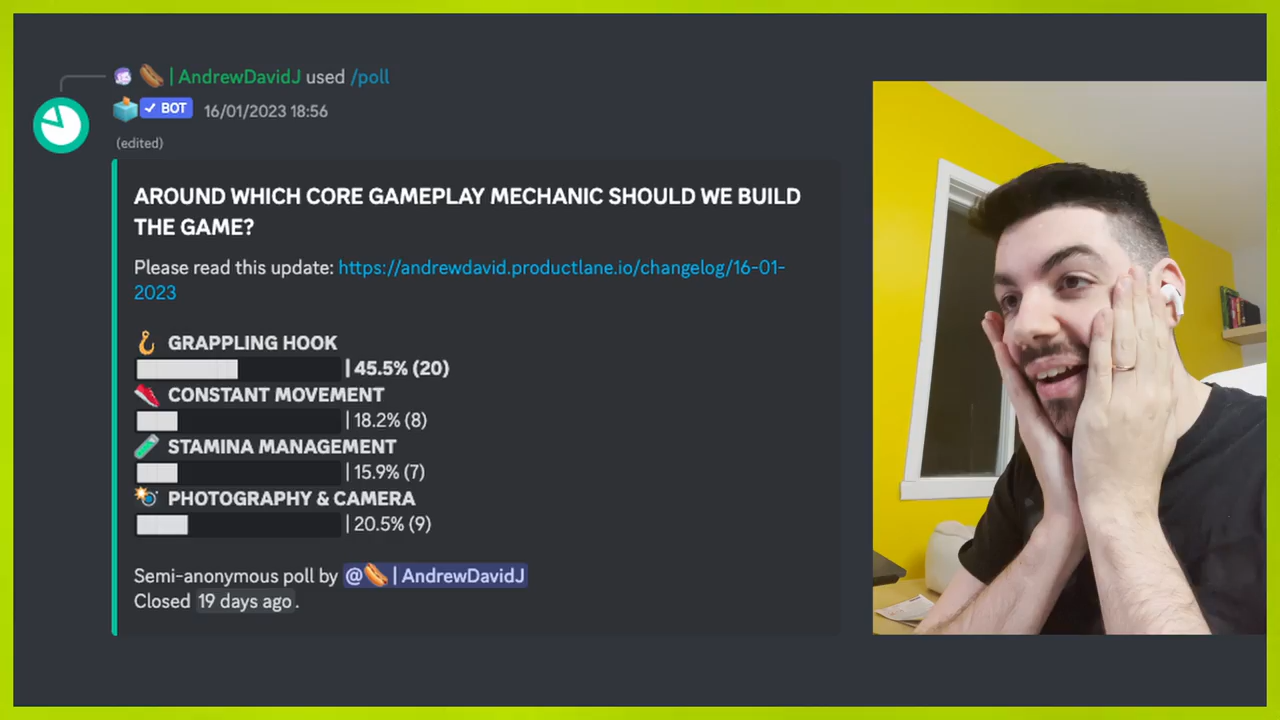 | AndrewDavidJ used /poll
✓ BOT 16/01/2023 18:56
(edited)
AROUND WHICH CORE GAMEPLAY MECHANIC SHOULD WE BUILD
THE GAME?
Please read this update: https://andrewdavid.productlane.io/changelog/16-01-
2023
GRAPPLING HOOK
| 45.5% (20)
CONSTANT MOVEMENT
| 18.2% (8)
STAMINA MANAGEMENT
| 15.9% (7)
PHOTOGRAPHY & CAMERA
| 20.5% (9)
Semi-anonymous poll by @🌭 | AndrewDavidJ
Closed 19 days ago.